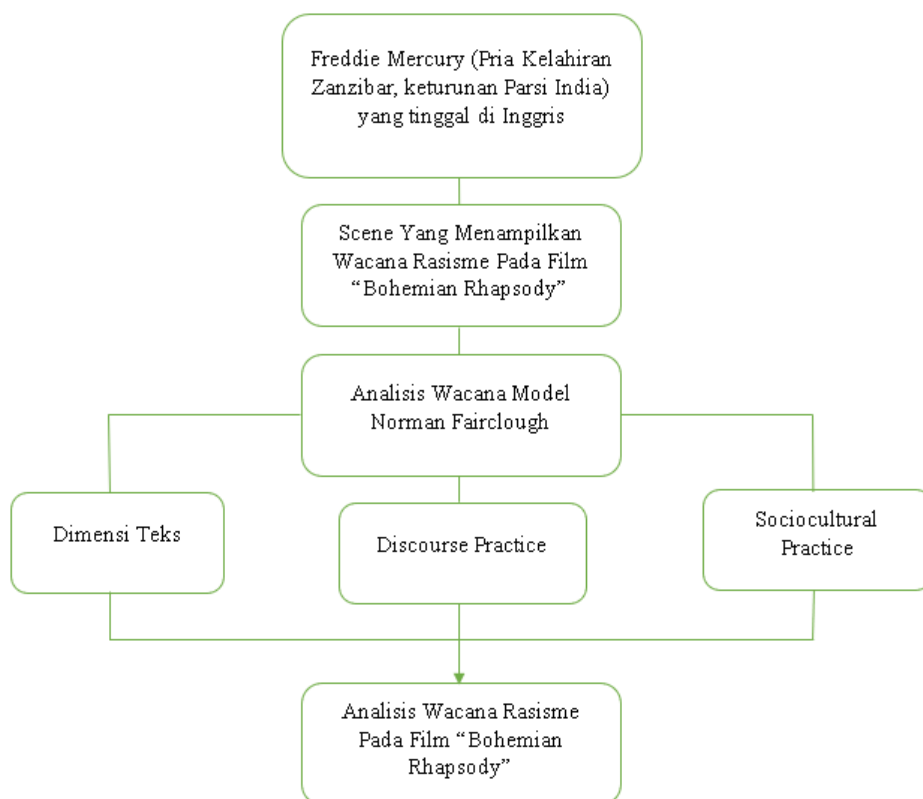 Freddie Mercury (Pria Kelahiran
Zanzibar, keturunan Parsi India)
yang tinggal di Inggris
Scene Yang Menampilkan
Wacana Rasisme Pada Film
“Bohemian Rhapsody”
Analisis Wacana Model
Norman Fairclough
Dimensi Teks
Discourse Practice
Sociocultural
Practice
Analisis Wacana Rasisme
Pada Film “Bohemian
Rhapsody”